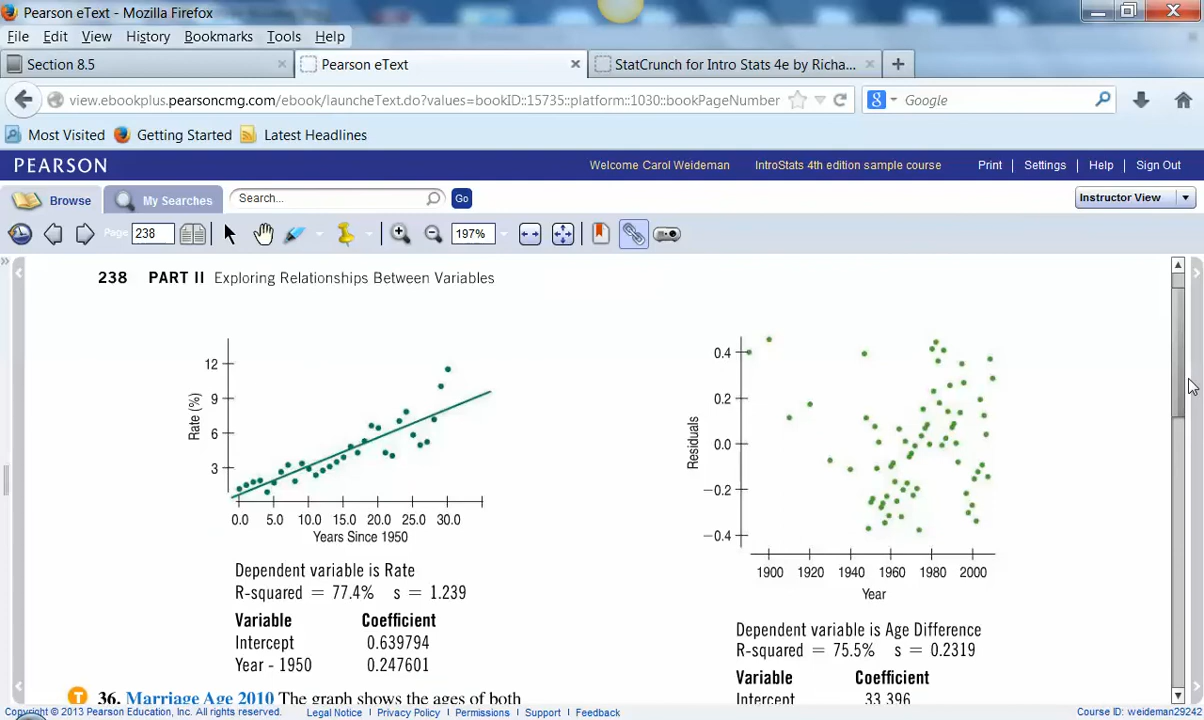 Pearson eText - Mozilla Firefox
File Edit View History Bookmarks Tools Help
Section 8.5
Pearson eText
StatCrunch for Intro Stats 4e by Richa...
view.ebookplus.pearsoncmg.com/ebook/launcheText.do?values=bookID::15735::platform::1030::bookPageNumber
Google
Most Visited Getting Started Latest Headlines
PEARSON
Welcome Carol Weideman IntroStats 4th edition sample course Print Settings Help Sign Out
Browse My Searches Search... Go Instructor View
Page 238 197%
238 PART II Exploring Relationships Between Variables
12
9
6
3
Rate (%)
0.0 5.0 10.0 15.0 20.0 25.0 30.0
Years Since 1950
Dependent variable is Rate
R-squared = 77.4% s = 1.239
Variable Coefficient
Intercept 0.639794
Year - 1950 0.247601
T 36. Marriage Age 2010 The graph shows the ages of both
0.4
0.2
0.0
−0.2
−0.4
Residuals
1900 1920 1940 1960 1980 2000
Year
Dependent variable is Age Difference
R-squared = 75.5% s = 0.2319
Variable Coefficient
Intercept 33.396
Copyright © 2013 Pearson Education, Inc. All rights reserved. Legal Notice | Privacy Policy | Permissions | Support | Feedback
Course ID: weideman29242